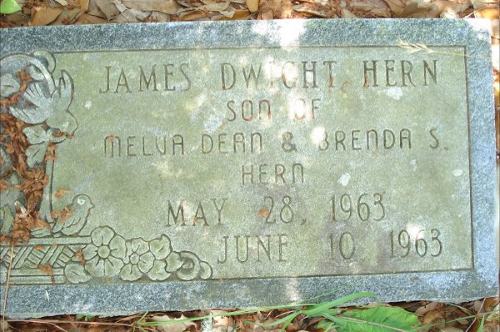 JAMES DWIGHT HERN
SON OF
MELVA DEAN & BRENDA S.
HERN
MAY 28, 1963
JUNE 10, 1963